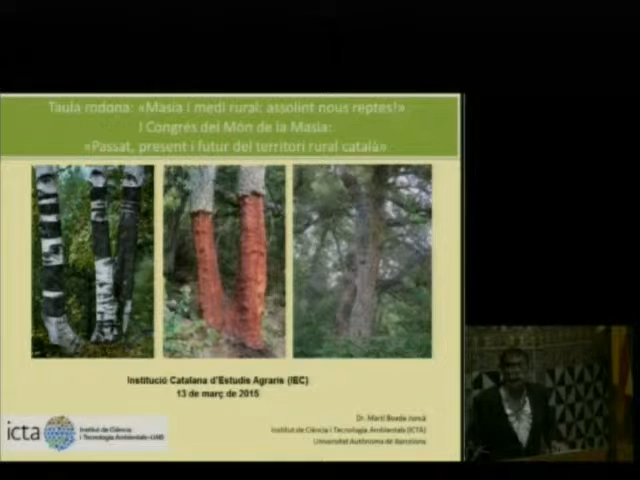 Taula rodona: «Masia i medi rural: assolint nous reptes!»
I Congrés del Món de la Masia:
«Passat, present i futur del territori rural català»
Institució Catalana d'Estudis Agraris (IEC)
13 de març de 2015
icta
Institut de Ciència
i Tecnologia Ambientals-UAB
Dr. Martí Boada Juncà
Institut de Ciència i Tecnologia Ambientals (ICTA)
Universitat Autònoma de Barcelona